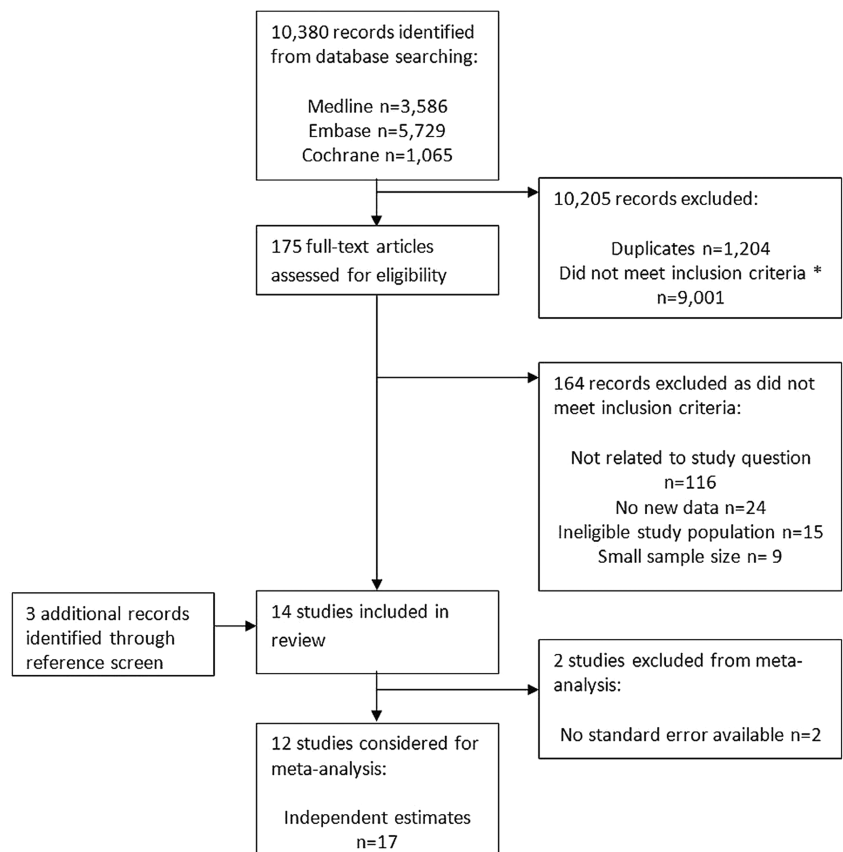 10,380 records identified
from database searching:
Medline n=3,586
Embase n=5,729
Cochrane n=1,065
10,205 records excluded:
Duplicates n=1,204
Did not meet inclusion criteria *
n=9,001
175 full-text articles
assessed for eligibility
164 records excluded as did not
meet inclusion criteria:
Not related to study question
n=116
No new data n=24
Ineligible study population n=15
Small sample size n= 9
3 additional records
identified through
reference screen
14 studies included in
review
2 studies excluded from meta-
analysis:
No standard error available n=2
12 studies considered for
meta-analysis:
Independent estimates
n=17